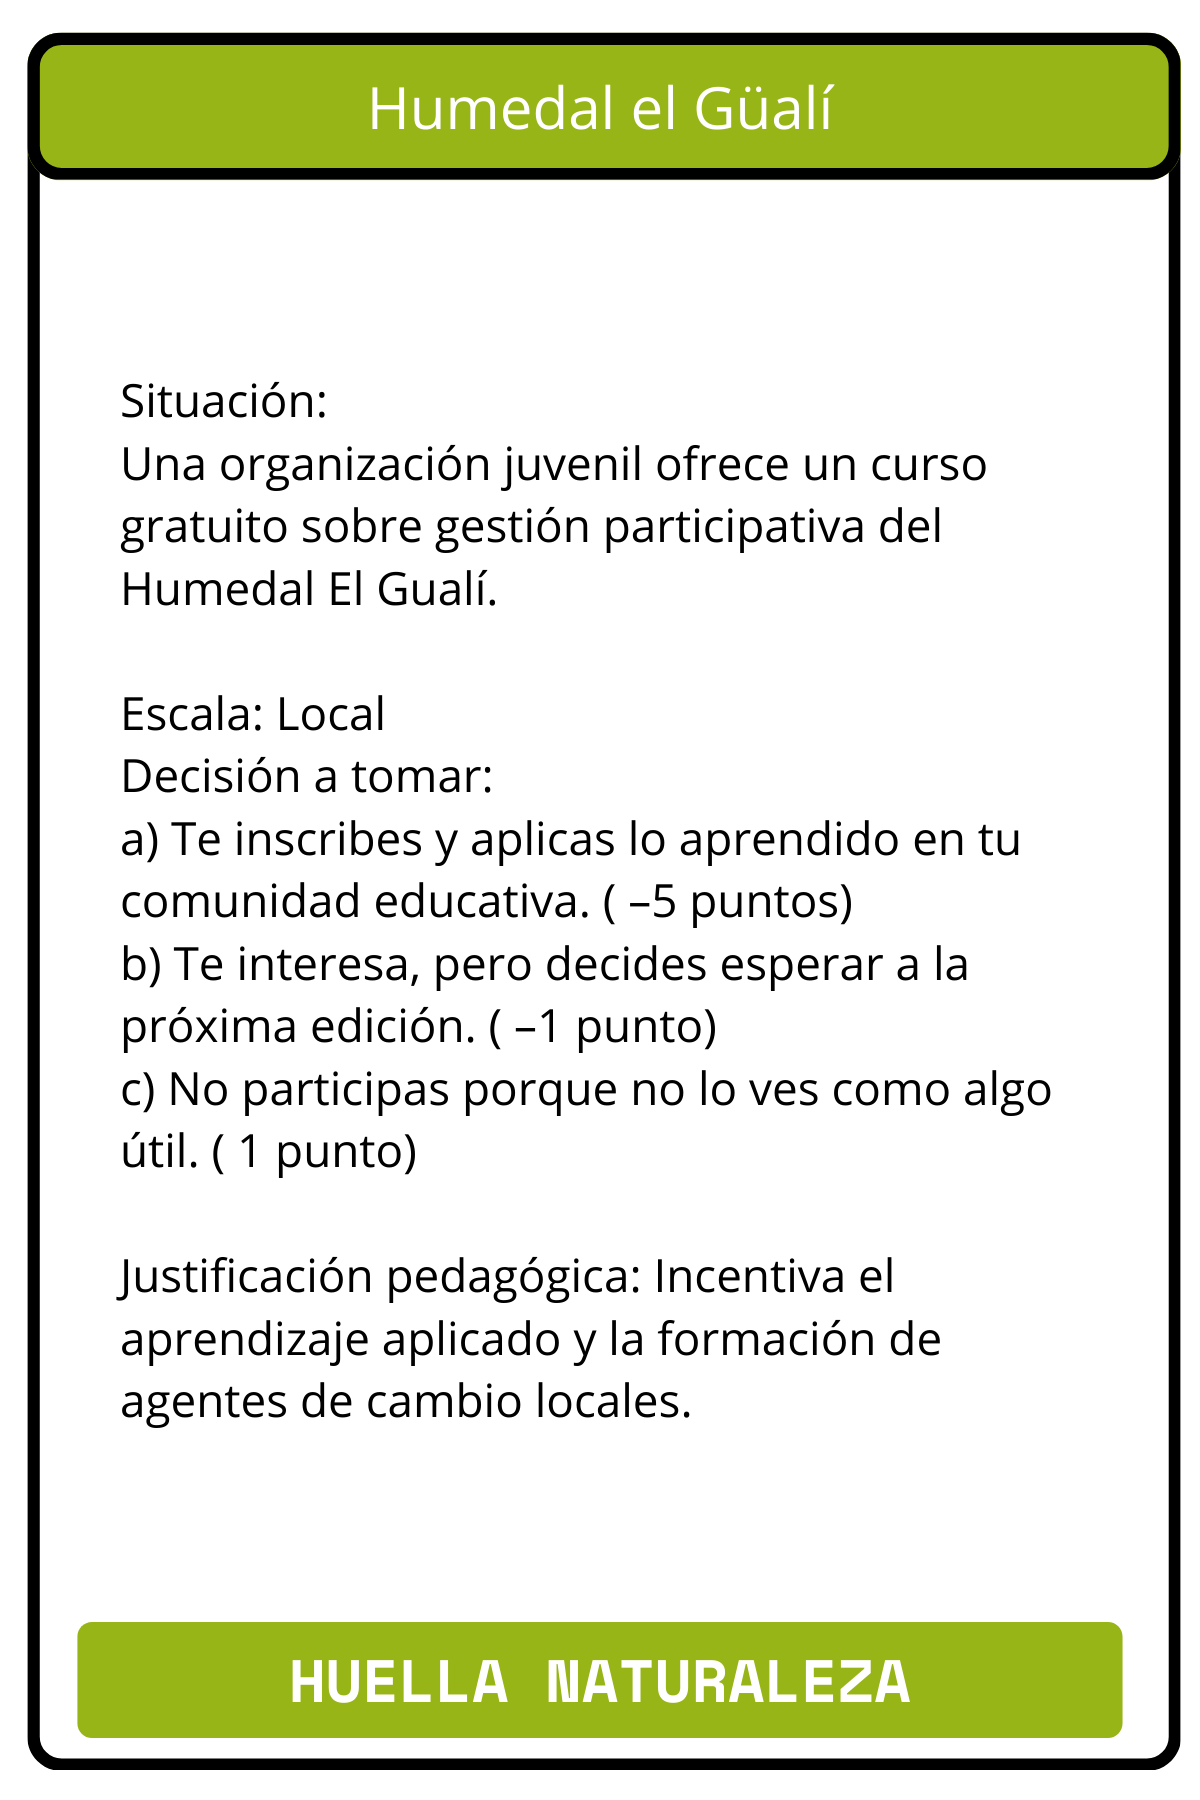 Humedal el Güalí
Situación:
Una organización juvenil ofrece un curso
gratuito sobre gestión participativa del
Humedal El Gualí.
Escala: Local
Decisión a tomar:
a) Te inscribes y aplicas lo aprendido en tu
comunidad educativa. ( –5 puntos)
b) Te interesa, pero decides esperar a la
próxima edición. ( –1 punto)
c) No participas porque no lo ves como algo
útil. ( 1 punto)
Justificación pedagógica: Incentiva el
aprendizaje aplicado y la formación de
agentes de cambio locales.
HUELLA NATURALEZA